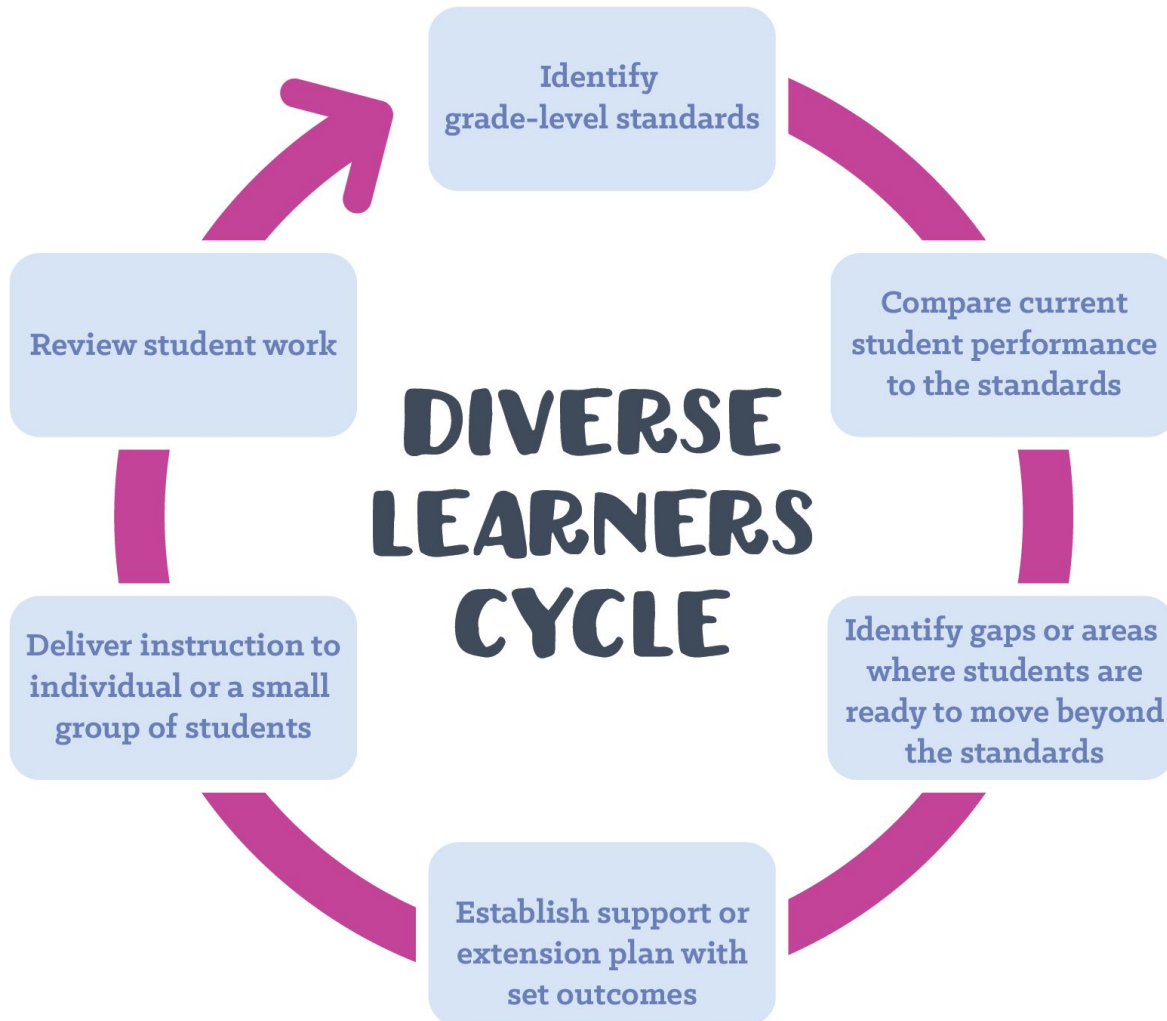 Identify
grade-level standards
Compare current
student performance
to the standards
Identify gaps or areas
where students are
ready to move beyond
the standards
Establish support or
extension plan with
set outcomes
Deliver instruction to
individual or a small
group of students
Review student work
DIVERSE
LEARNERS
CYCLE